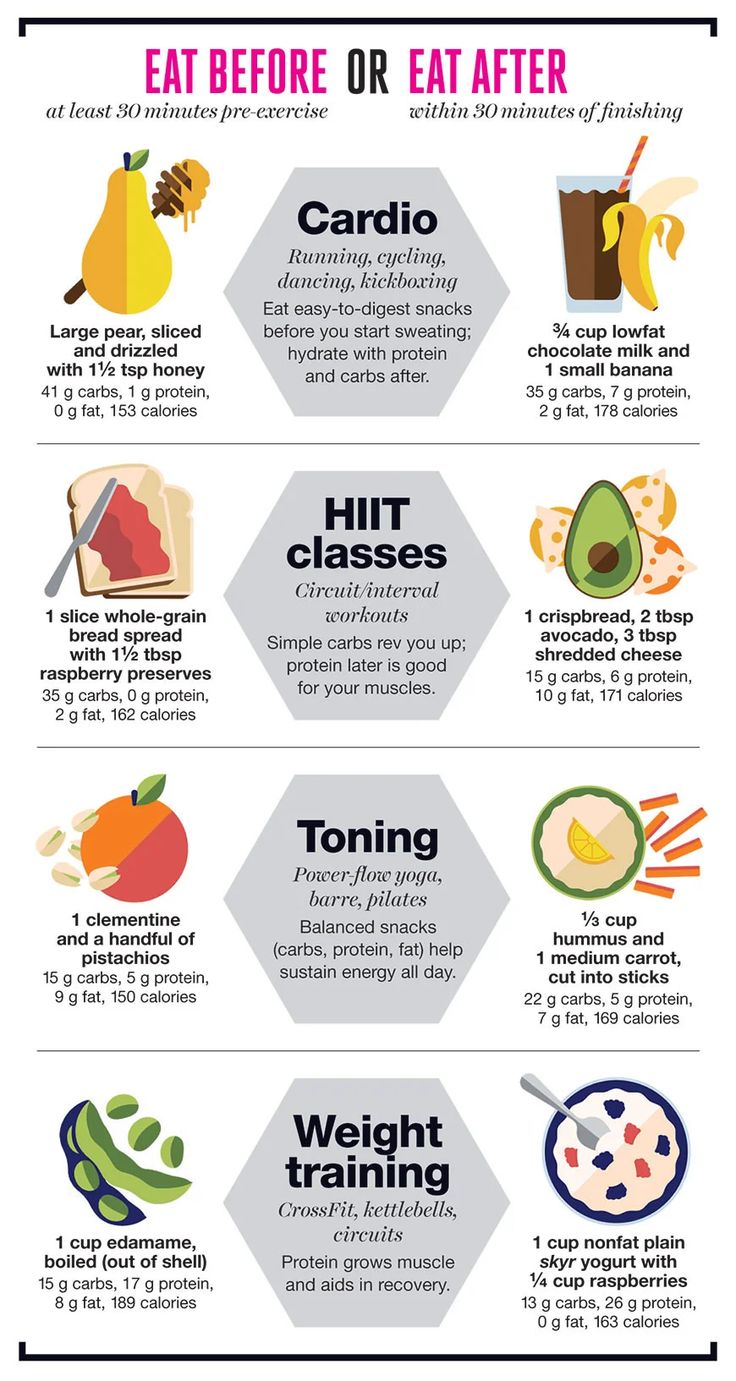 EAT BEFORE OR EAT AFTER
at least 30 minutes pre-exercise
within 30 minutes of finishing
Large pear, sliced
and drizzled
with 1½ tsp honey
41 g carbs, 1 g protein,
0 g fat, 153 calories
Cardio
Running, cycling,
dancing, kickboxing
Eat easy-to-digest snacks
before you start sweating;
hydrate with protein
and carbs after.
¾ cup lowfat
chocolate milk and
1 small banana
35 g carbs, 7 g protein,
2 g fat, 178 calories
1 slice whole-grain
bread spread
with 1½ tbsp
raspberry preserves
35 g carbs, 0 g protein,
2 g fat, 162 calories
HIIT
classes
Circuit/interval
workouts
Simple carbs rev you up;
protein later is good
for your muscles.
1 crispbread, 2 tbsp
avocado, 3 tbsp
shredded cheese
15 g carbs, 6 g protein,
10 g fat, 171 calories
1 clementine
and a handful of
pistachios
15 g carbs, 5 g protein,
9 g fat, 150 calories
Toning
Power-flow yoga,
barre, pilates
Balanced snacks
(carbs, protein, fat) help
sustain energy all day.
⅓ cup
hummus and
1 medium carrot,
cut into sticks
22 g carbs, 5 g protein,
7 g fat, 169 calories
1 cup edamame,
boiled (out of shell)
15 g carbs, 17 g protein,
8 g fat, 189 calories
Weight
training
CrossFit, kettlebells,
circuits
Protein grows muscle
and aids in recovery.
1 cup nonfat plain
skyr yogurt with
¼ cup raspberries
13 g carbs, 26 g protein,
0 g fat, 163 calories